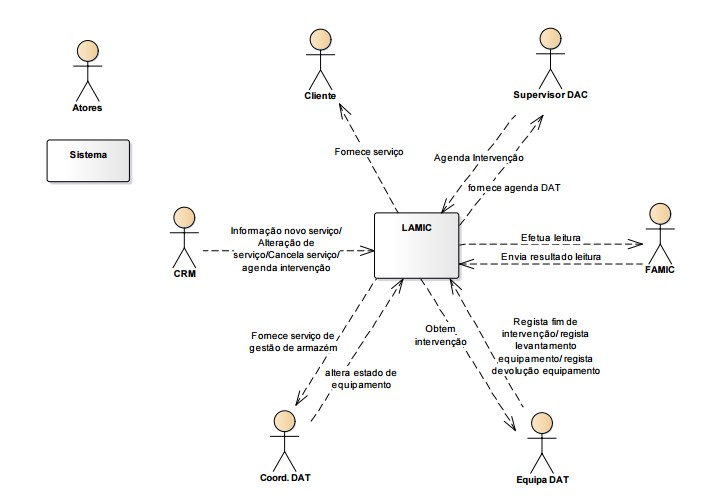 Atores
Sistema
Cliente
Supervisor DAC
Fornece serviço
Agenda Intervenção
fornece agenda DAT
CRM
Informação novo serviço/
Alteração de
serviço/Cancela serviço/
agenda intervenção
LAMIC
Efetua leitura
Envia resultado leitura
FAMIC
Fornece serviço de
gestão de armazém
altera estado de
equipamento
Obtem
intervenção
Regista fim de
intervenção/ regista
levantamento
equipamento/ regista
devolução equipamento
Coord. DAT
Equipa DAT